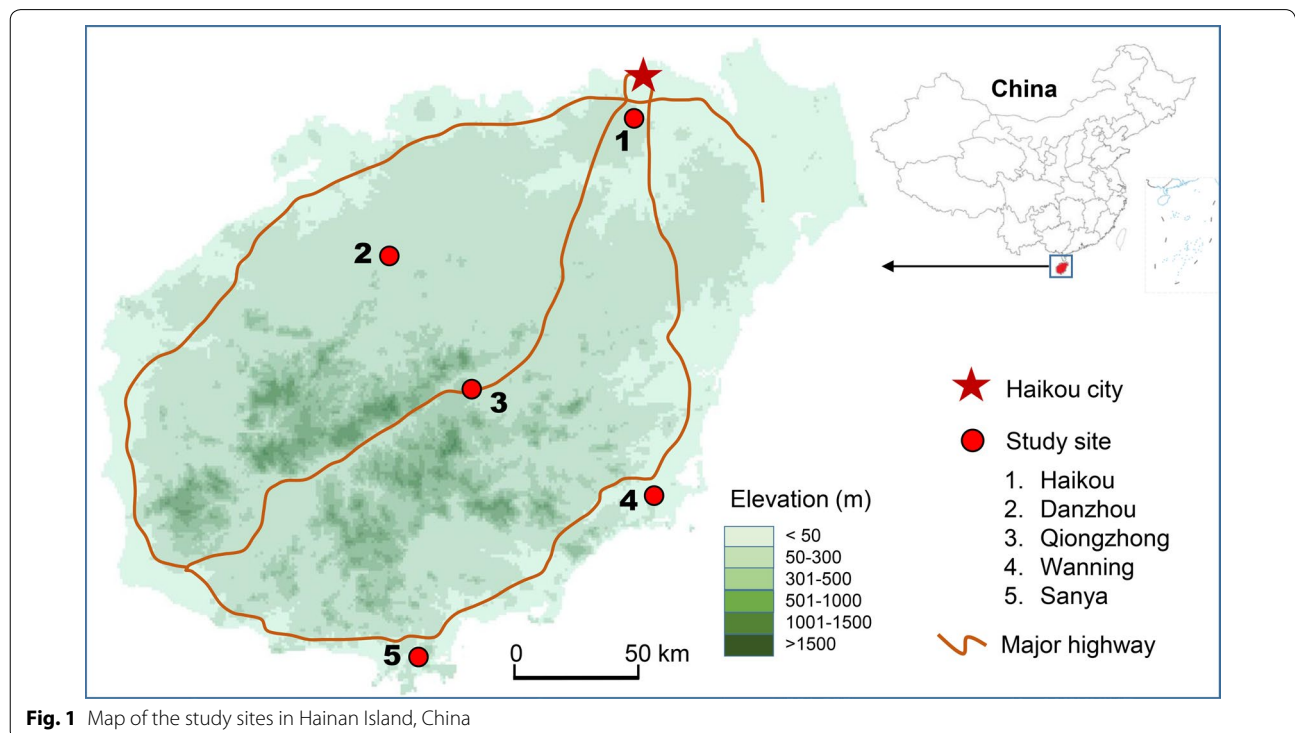 China
1
2
3
4
5
Haikou city
Study site
1. Haikou
2. Danzhou
3. Qiongzhong
4. Wanning
5. Sanya
Major highway
Elevation (m)
< 50
50-300
301-500
501-1000
1001-1500
>1500
0 50 km
Fig. 1 Map of the study sites in Hainan Island, China